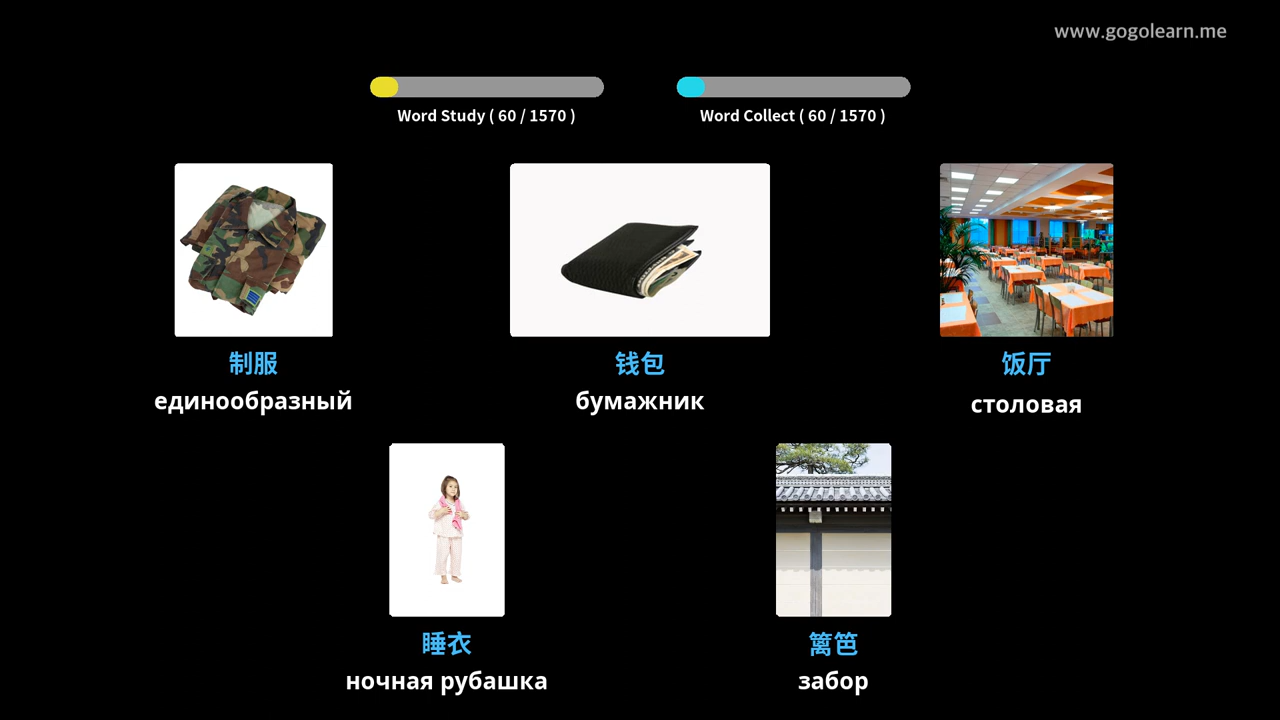 www.gogolearn.me
Word Study ( 60 / 1570 )
Word Collect ( 60 / 1570 )
制服
钱包
饭厅
единообразный
бумажник
столовая
睡衣
篱笆
ночная рубашка
забор